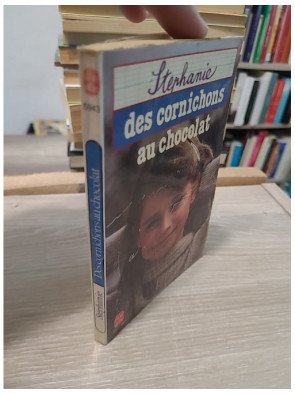 Stéphanie
des cornichons
au chocolat
Stéphanie
Des cornichons au chocolat